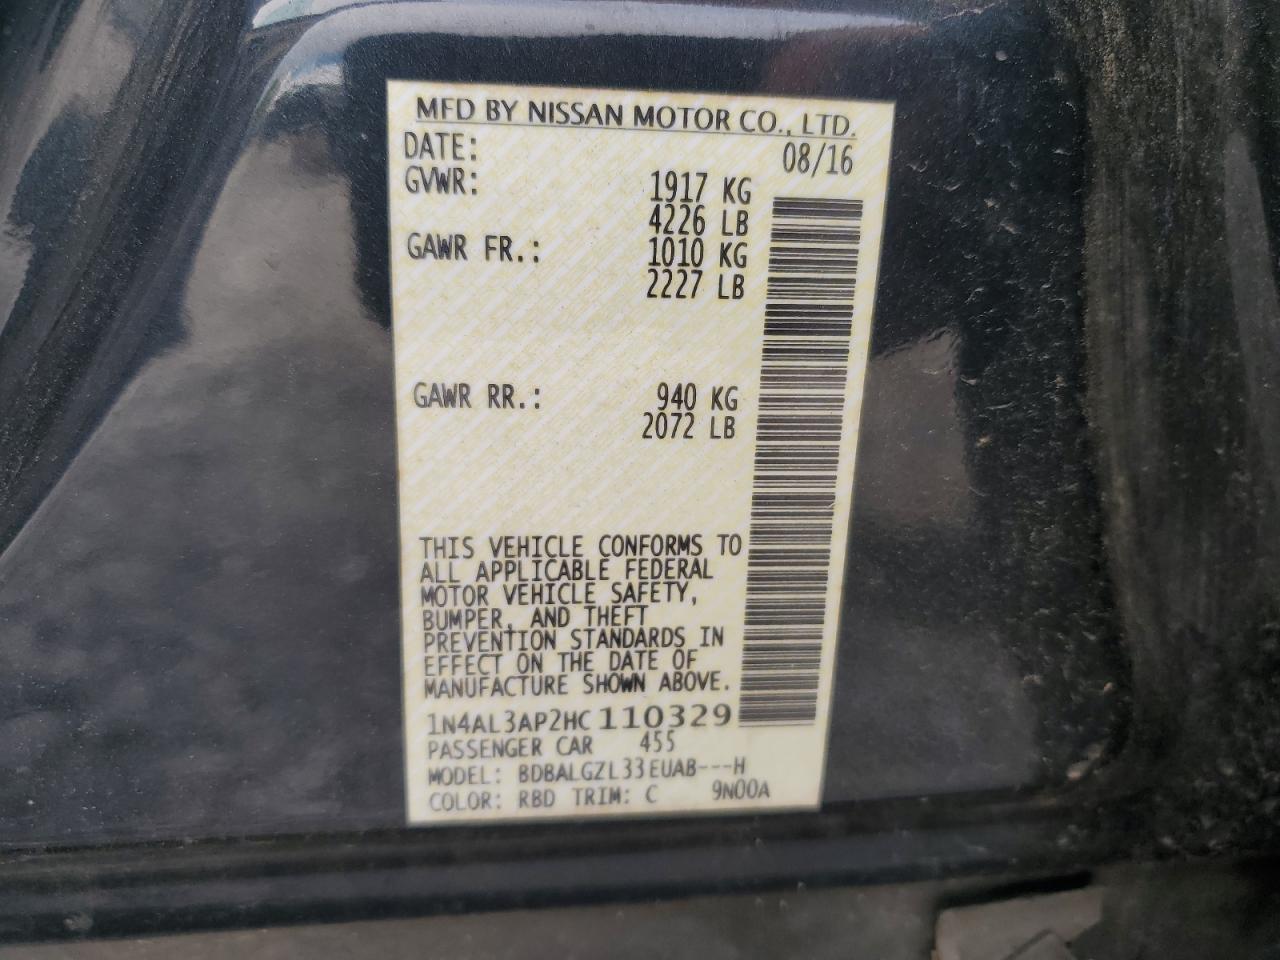 MFD BY NISSAN MOTOR CO., LTD.
DATE: 08/16
GVWR: 1917 KG
4226 LB
GAWR FR.: 1010 KG
2227 LB
GAWR RR.: 940 KG
2072 LB
THIS VEHICLE CONFORMS TO
ALL APPLICABLE FEDERAL
MOTOR VEHICLE SAFETY,
BUMPER, AND THEFT
PREVENTION STANDARDS IN
EFFECT ON THE DATE OF
MANUFACTURE SHOWN ABOVE.
1N4AL3AP2HC110329
PASSENGER CAR 455
MODEL: BDBALGZL33EUAB---H
COLOR: RBD TRIM: C 9N00A